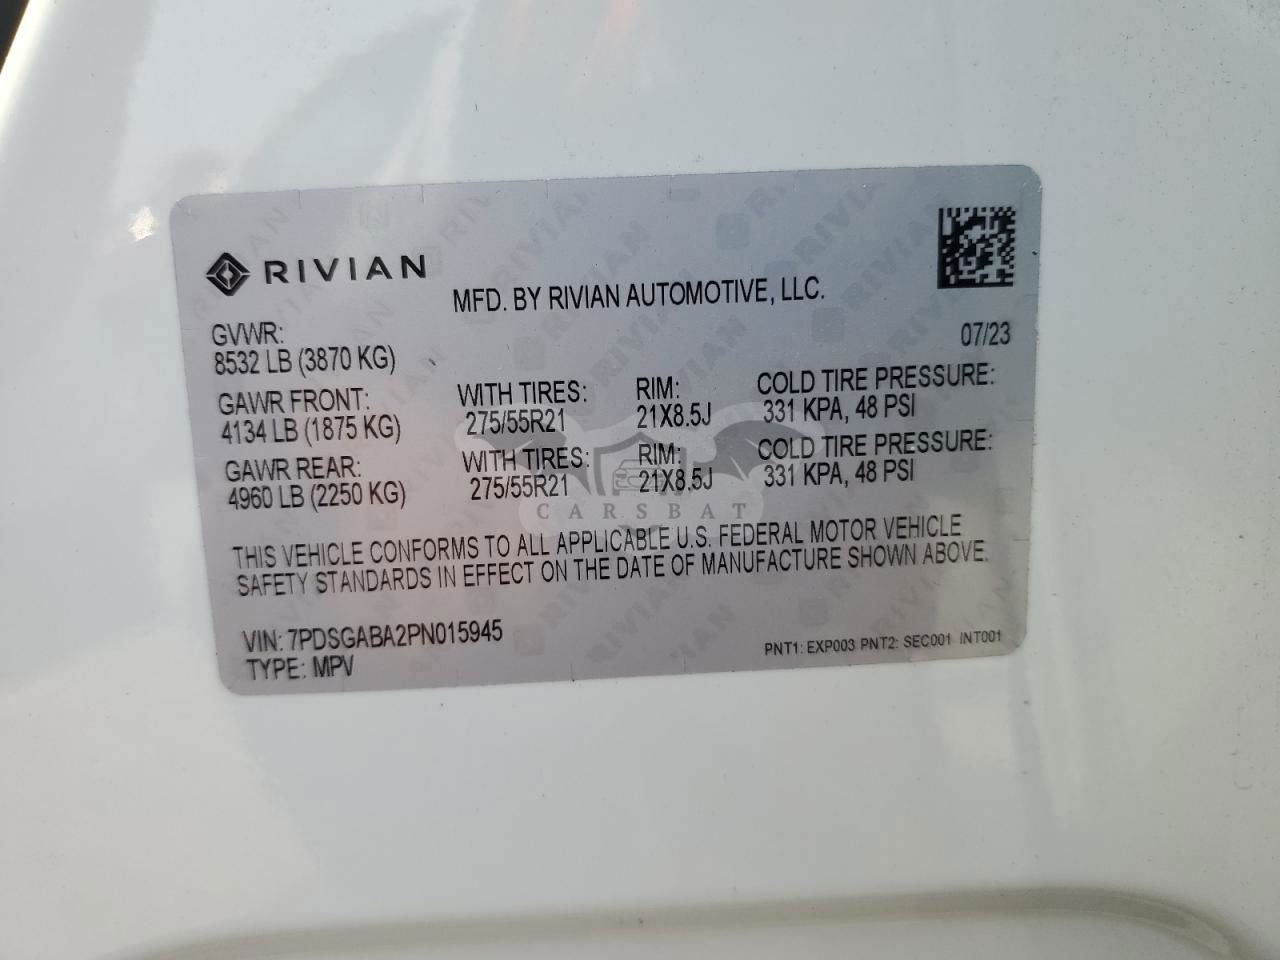 RIVIAN
MFD. BY RIVIAN AUTOMOTIVE, LLC.
07/23
GVWR:
8532 LB (3870 KG)
GAWR FRONT: WITH TIRES: RIM: COLD TIRE PRESSURE:
4134 LB (1875 KG) 275/55R21 21X8.5J 331 KPA, 48 PSI
GAWR REAR: WITH TIRES: RIM: COLD TIRE PRESSURE:
4960 LB (2250 KG) 275/55R21 21X8.5J 331 KPA, 48 PSI
CARSBAT
THIS VEHICLE CONFORMS TO ALL APPLICABLE U.S. FEDERAL MOTOR VEHICLE
SAFETY STANDARDS IN EFFECT ON THE DATE OF MANUFACTURE SHOWN ABOVE.
VIN: 7PDSGABA2PN015945
TYPE: MPV
PNT1: EXP003 PNT2: SEC001 INT001